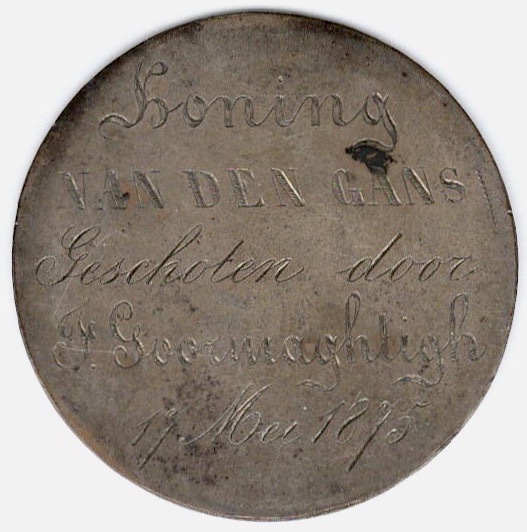 Koning
VAN DEN GANS
Geschoten door
F. Goormaghtigh
17 Mei 1875